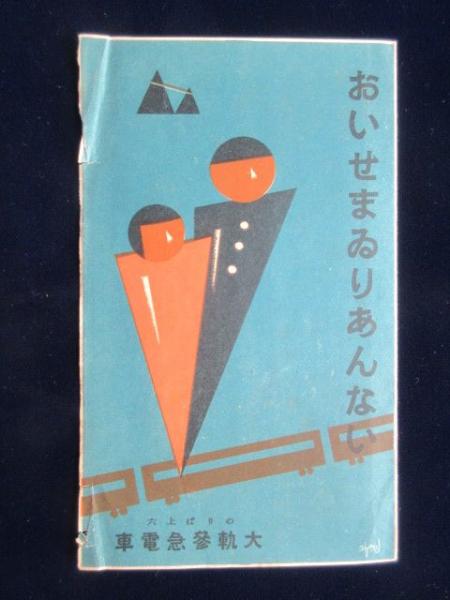 おいせまゐりあんない
のりば上六
大軌參急電車